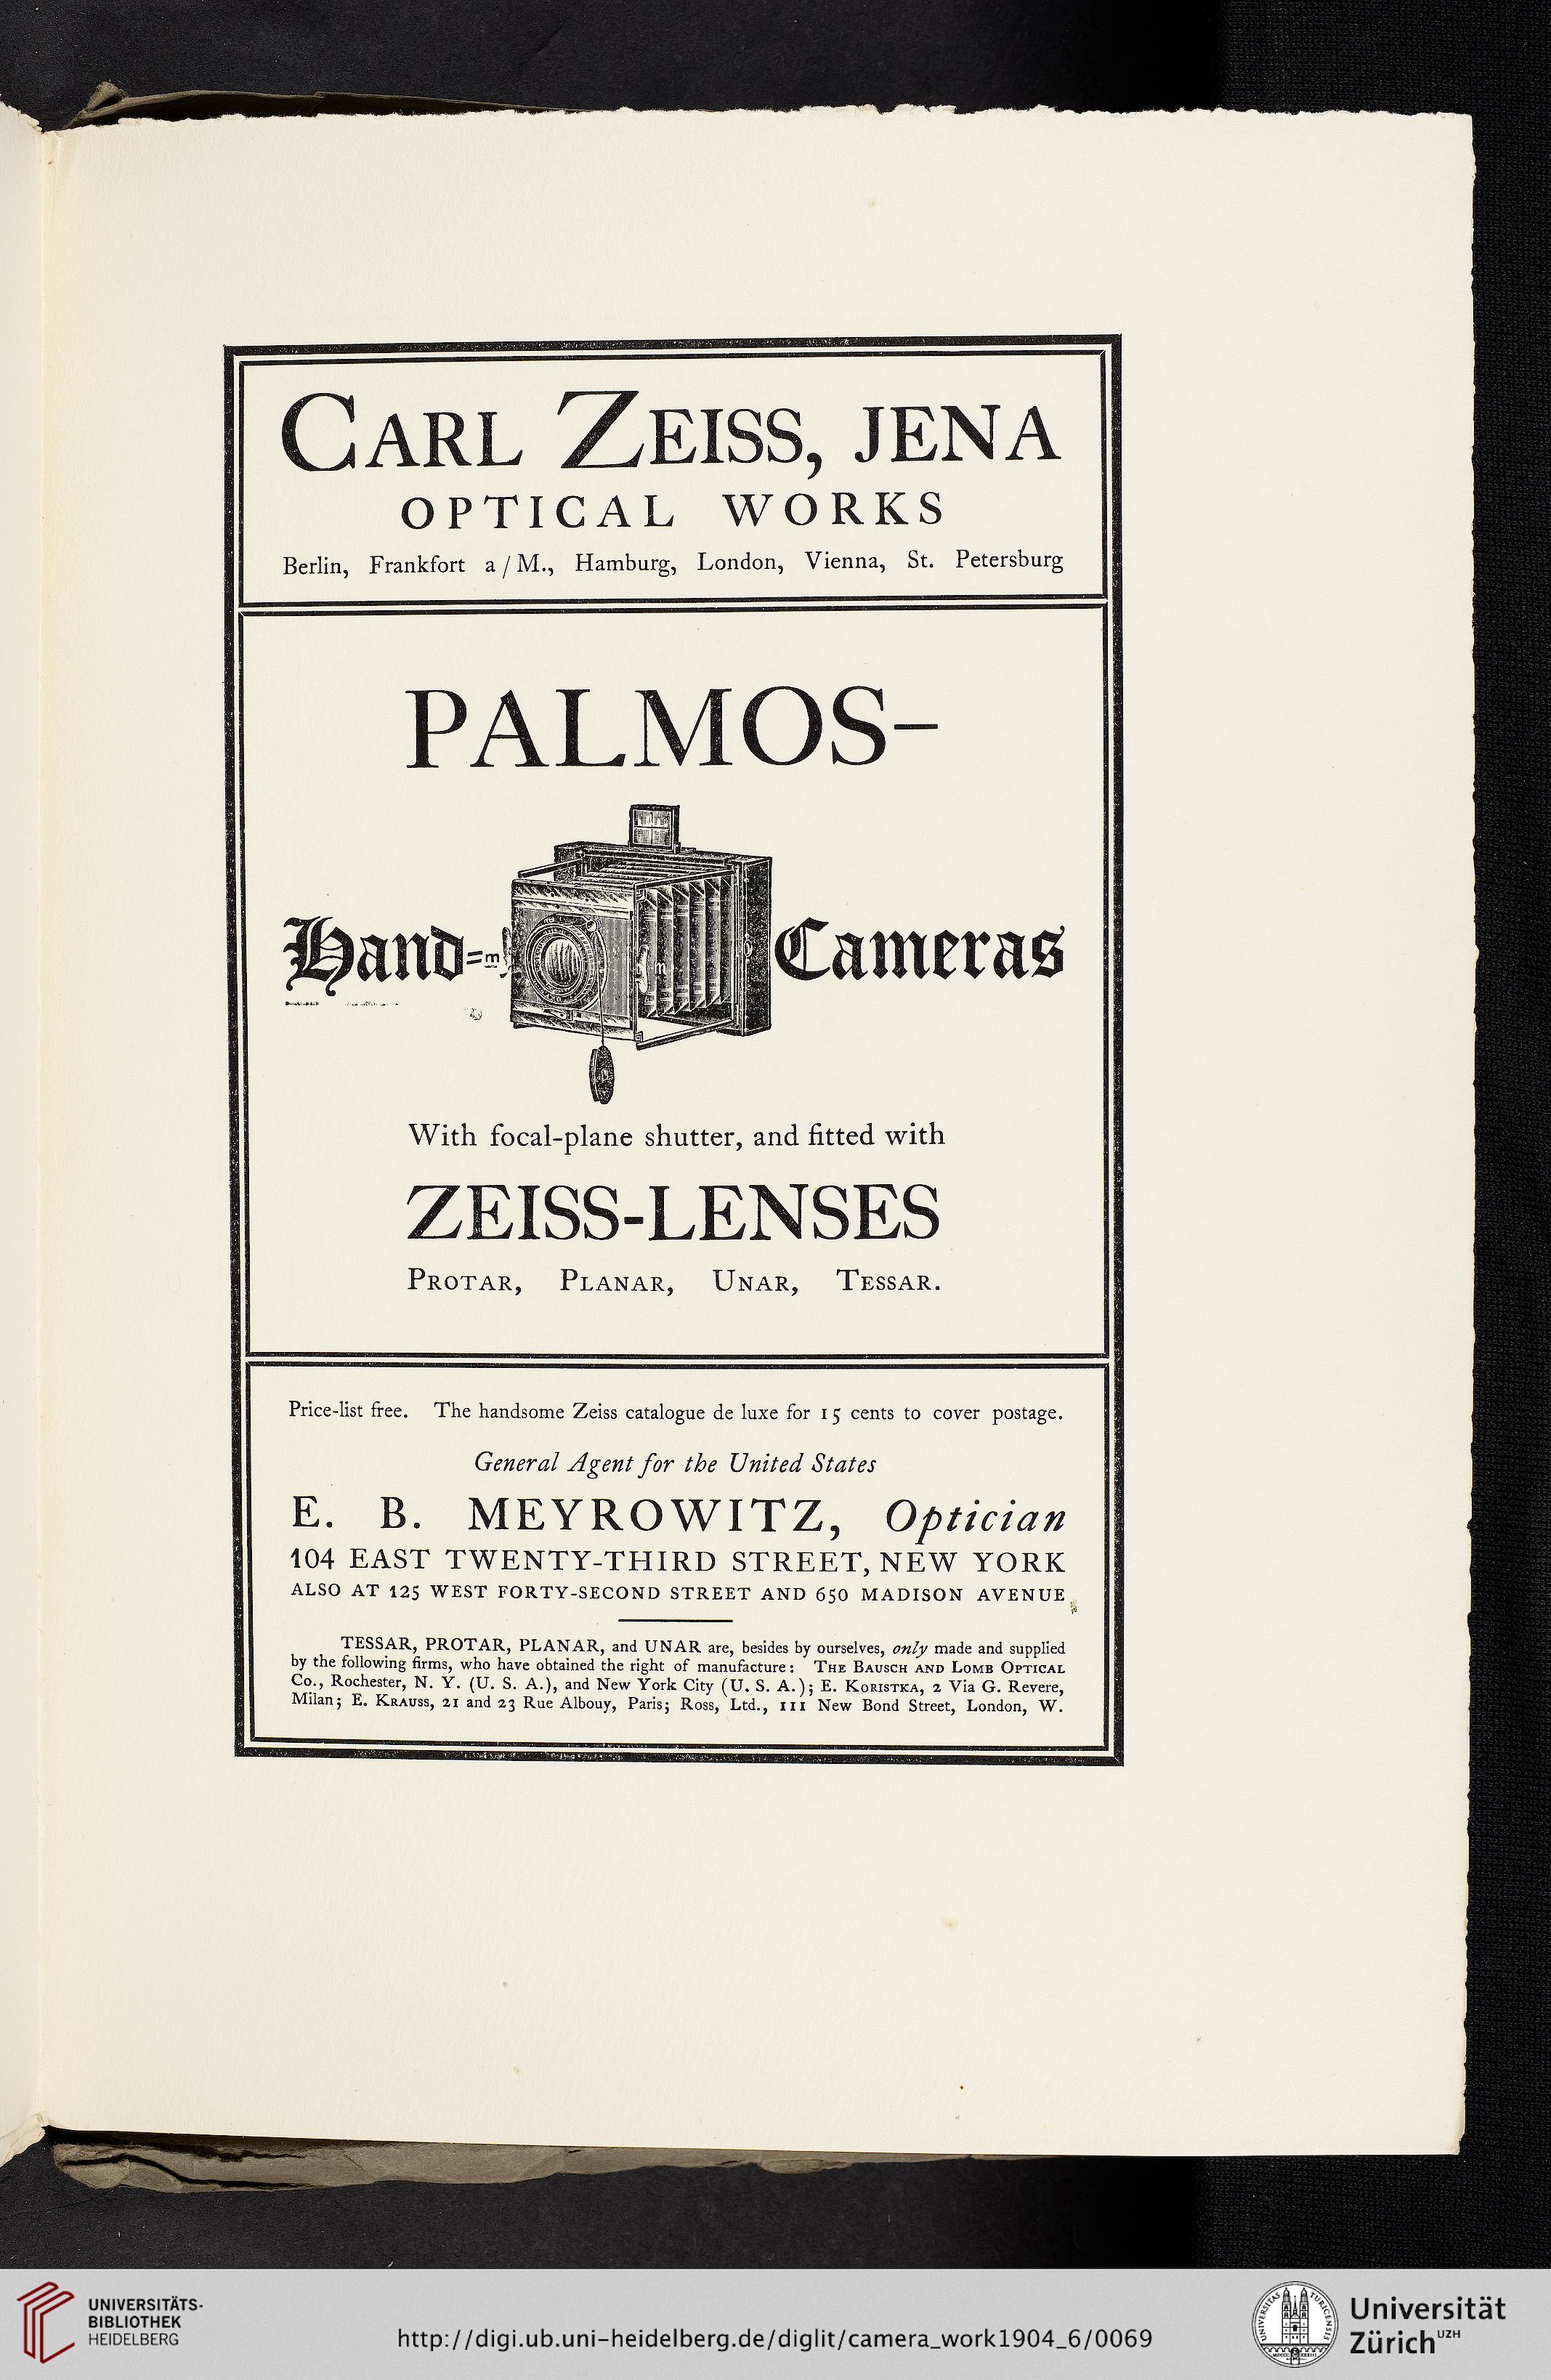 CARL ZEISS, JENA
OPTICAL WORKS
Berlin, Frankfort a/M., Hamburg, London, Vienna, St. Petersburg
PALMOS-
Hand=
m
m
Cameras
With focal-plane shutter, and fitted with
ZEISS-LENSES
PROTAR, PLANAR, UNAR, TESSAR.
Price-list free. The handsome Zeiss catalogue de luxe for 15 cents to cover postage.
General Agent for the United States
E. B. MEYROWITZ, Optician
104 EAST TWENTY-THIRD STREET, NEW YORK
ALSO AT 125 WEST FORTY-SECOND STREET AND 650 MADISON AVENUE
TESSAR, PROTAR, PLANAR, and UNAR are, besides by ourselves, only made and supplied
by the following firms, who have obtained the right of manufacture: THE BAUSCH AND LOMB OPTICAL
Co., Rochester, N. Y. (U. S. A.), and New York City (U. S. A.); E. KORISTKA, 2 Via G. Revere,
Milan; E. KRAUSS, 21 and 23 Rue Albouy, Paris; Ross, Ltd., 111 New Bond Street, London, W.
UNIVERSITÄTS-
BIBLIOTHEK
HEIDELBERG
http://digi.ub.uni-heidelberg.de/diglit/camera_work1904_6/0069
Universität
Zürich UZH